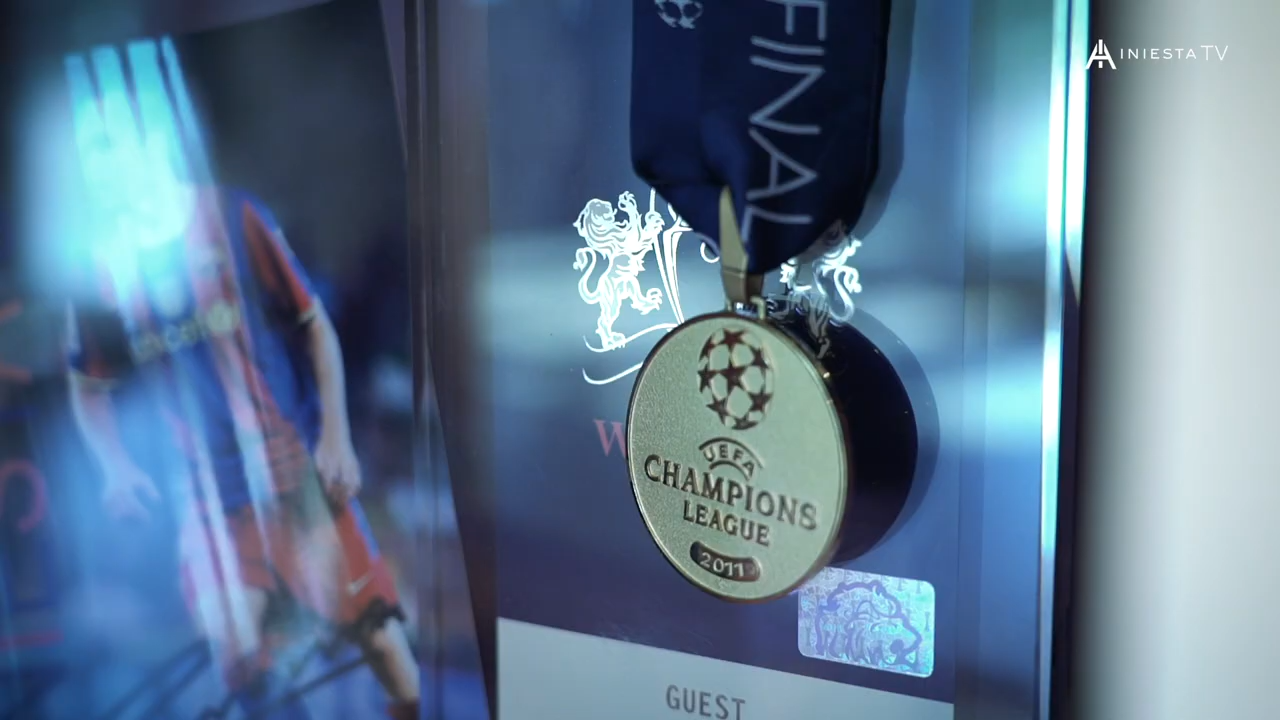 INIESTA TV
FINAL
W
UEFA
CHAMPIONS
LEAGUE
2011
GUEST